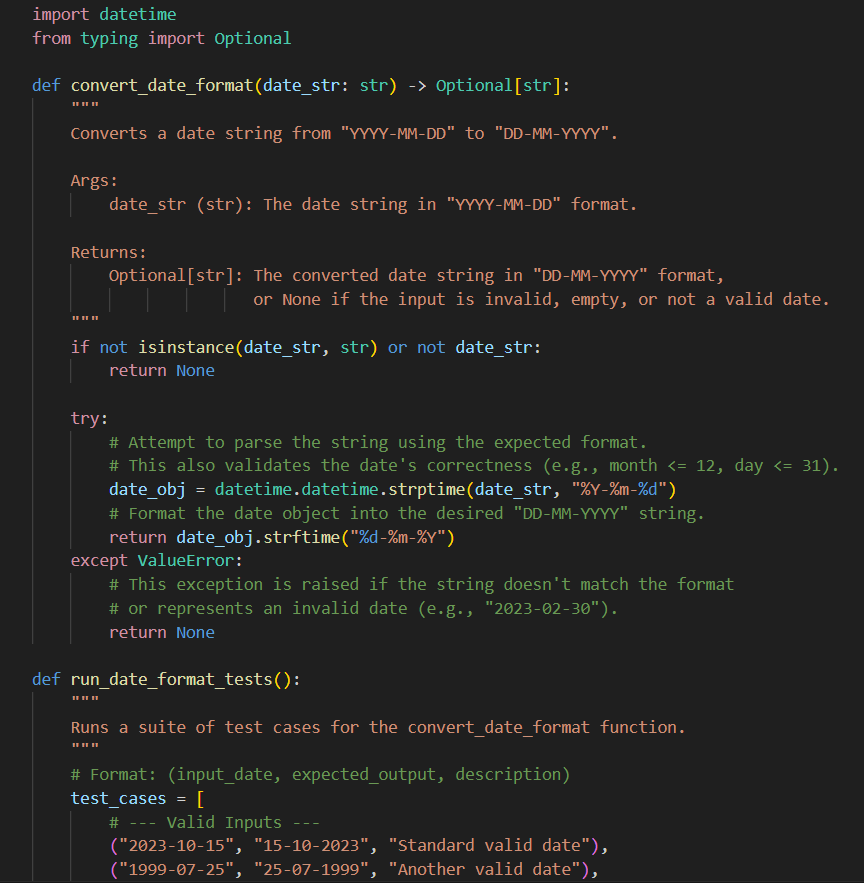 import datetime
from typing import Optional

def convert_date_format(date_str: str) -> Optional[str]:
    """
    Converts a date string from "YYYY-MM-DD" to "DD-MM-YYYY".

    Args:
        date_str (str): The date string in "YYYY-MM-DD" format.

    Returns:
        Optional[str]: The converted date string in "DD-MM-YYYY" format,
                       or None if the input is invalid, empty, or not a valid date.
    """
    if not isinstance(date_str, str) or not date_str:
        return None

    try:
        # Attempt to parse the string using the expected format.
        # This also validates the date's correctness (e.g., month <= 12, day <= 31).
        date_obj = datetime.datetime.strptime(date_str, "%Y-%m-%d")
        # Format the date object into the desired "DD-MM-YYYY" string.
        return date_obj.strftime("%d-%m-%Y")
    except ValueError:
        # This exception is raised if the string doesn't match the format
        # or represents an invalid date (e.g., "2023-02-30").
        return None

def run_date_format_tests():
    """
    Runs a suite of test cases for the convert_date_format function.
    """
    # Format: (input_date, expected_output, description)
    test_cases = [
        # --- Valid Inputs ---
        ("2023-10-15", "15-10-2023", "Standard valid date"),
        ("1999-07-25", "25-07-1999", "Another valid date"),